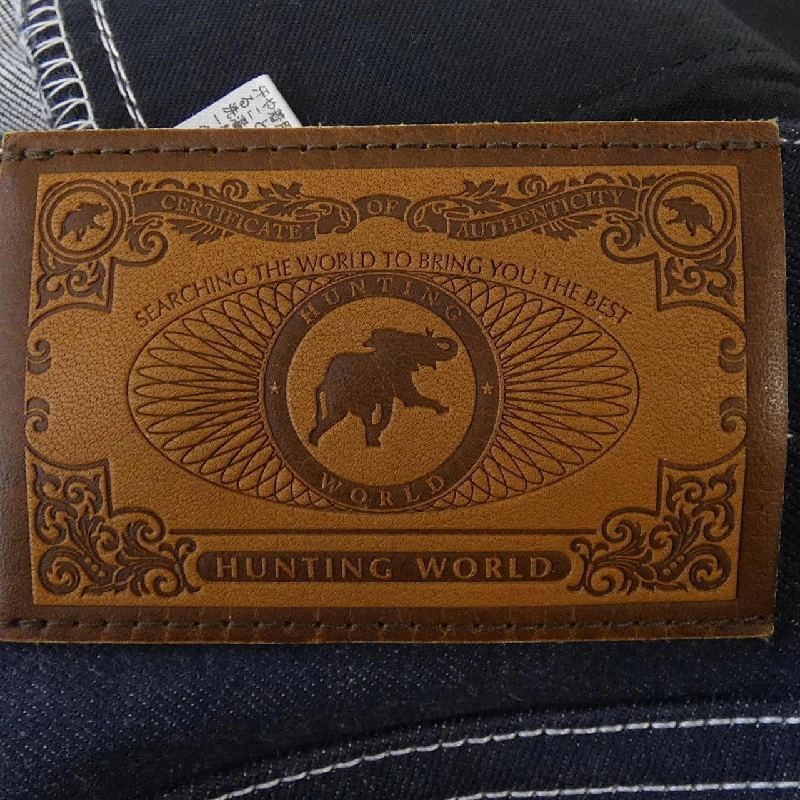 CERTIFICATE OF AUTHENTICITY
SEARCHING THE WORLD TO BRING YOU THE BEST
HUNTING
WORLD
HUNTING WORLD